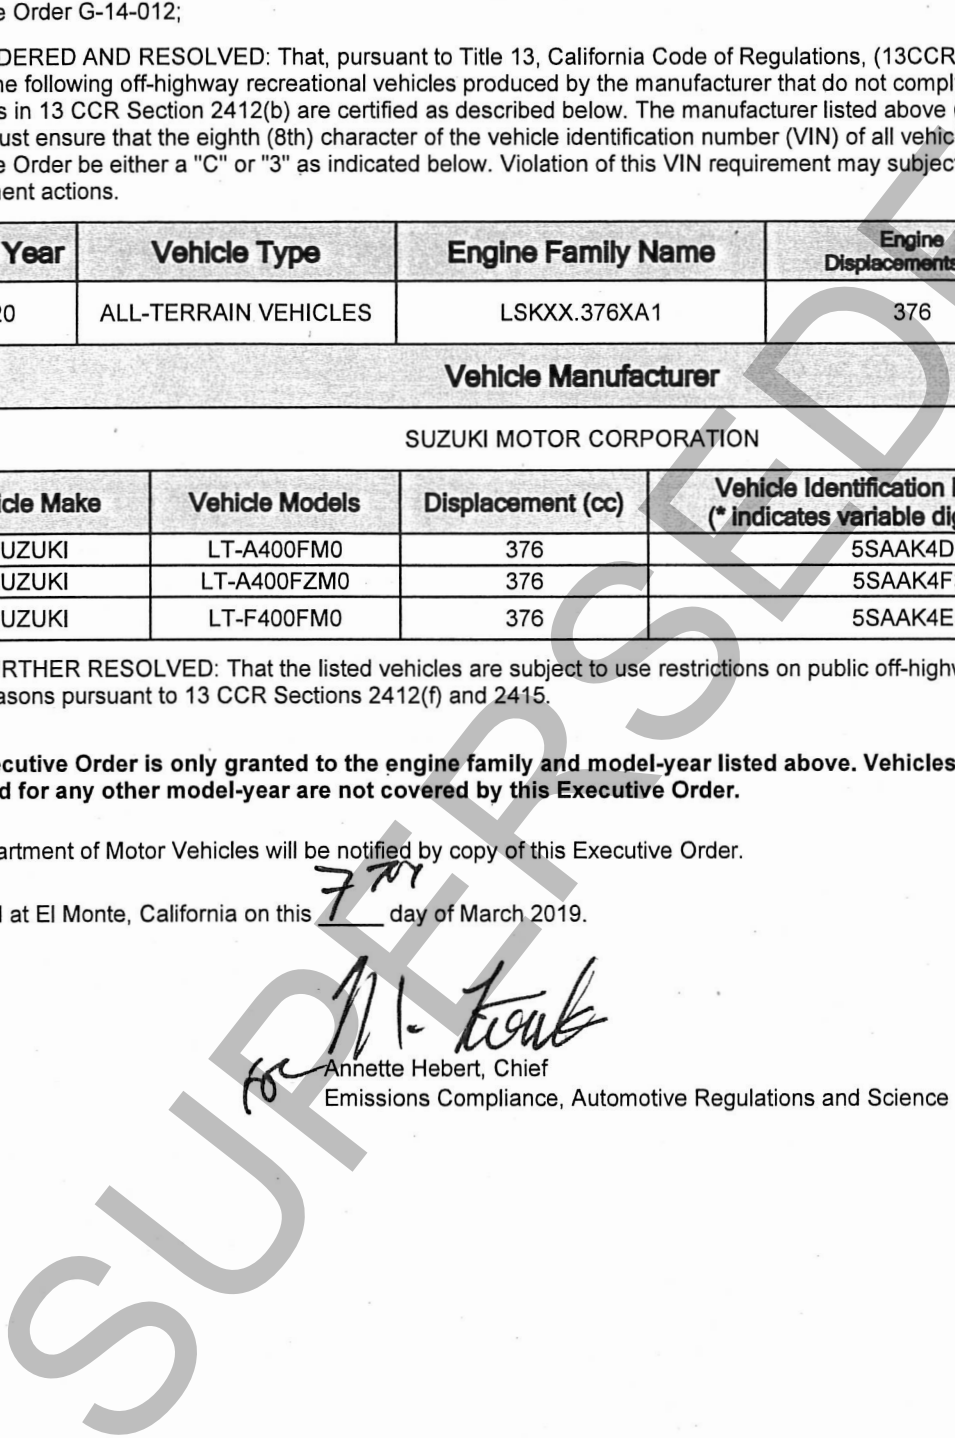 e Order G-14-012;
DERED AND RESOLVED: That, pursuant to Title 13, California Code of Regulations, (13CCR
ne following off-highway recreational vehicles produced by the manufacturer that do not compl
s in 13 CCR Section 2412(b) are certified as described below. The manufacturer listed above
ust ensure that the eighth (8th) character of the vehicle identification number (VIN) of all vehic
e Order be either a "C" or "3" as indicated below. Violation of this VIN requirement may subject
nent actions.
Year Vehicle Type Engine Family Name Engine Displacements
20 ALL-TERRAIN VEHICLES LSKXX.376XA1 376
Vehicle Manufacturer
SUZUKI MOTOR CORPORATION
cle Make Vehicle Models Displacement (cc) Vehicle Identification
(* indicates variable dig
UZUKI LT-A400FM0 376 5SAAK4D
UZUKI LT-A400FZM0 376 5SAAK4F
UZUKI LT-F400FM0 376 5SAAK4E
RTHER RESOLVED: That the listed vehicles are subject to use restrictions on public off-highw
asons pursuant to 13 CCR Sections 2412(f) and 2415.
ecutive Order is only granted to the engine family and model-year listed above. Vehicles
d for any other model-year are not covered by this Executive Order.
artment of Motor Vehicles will be notified by copy of this Executive Order.
d at El Monte, California on this 7TH day of March 2019.
for Annette Hebert, Chief
Emissions Compliance, Automotive Regulations and Science
SUPERSEDE